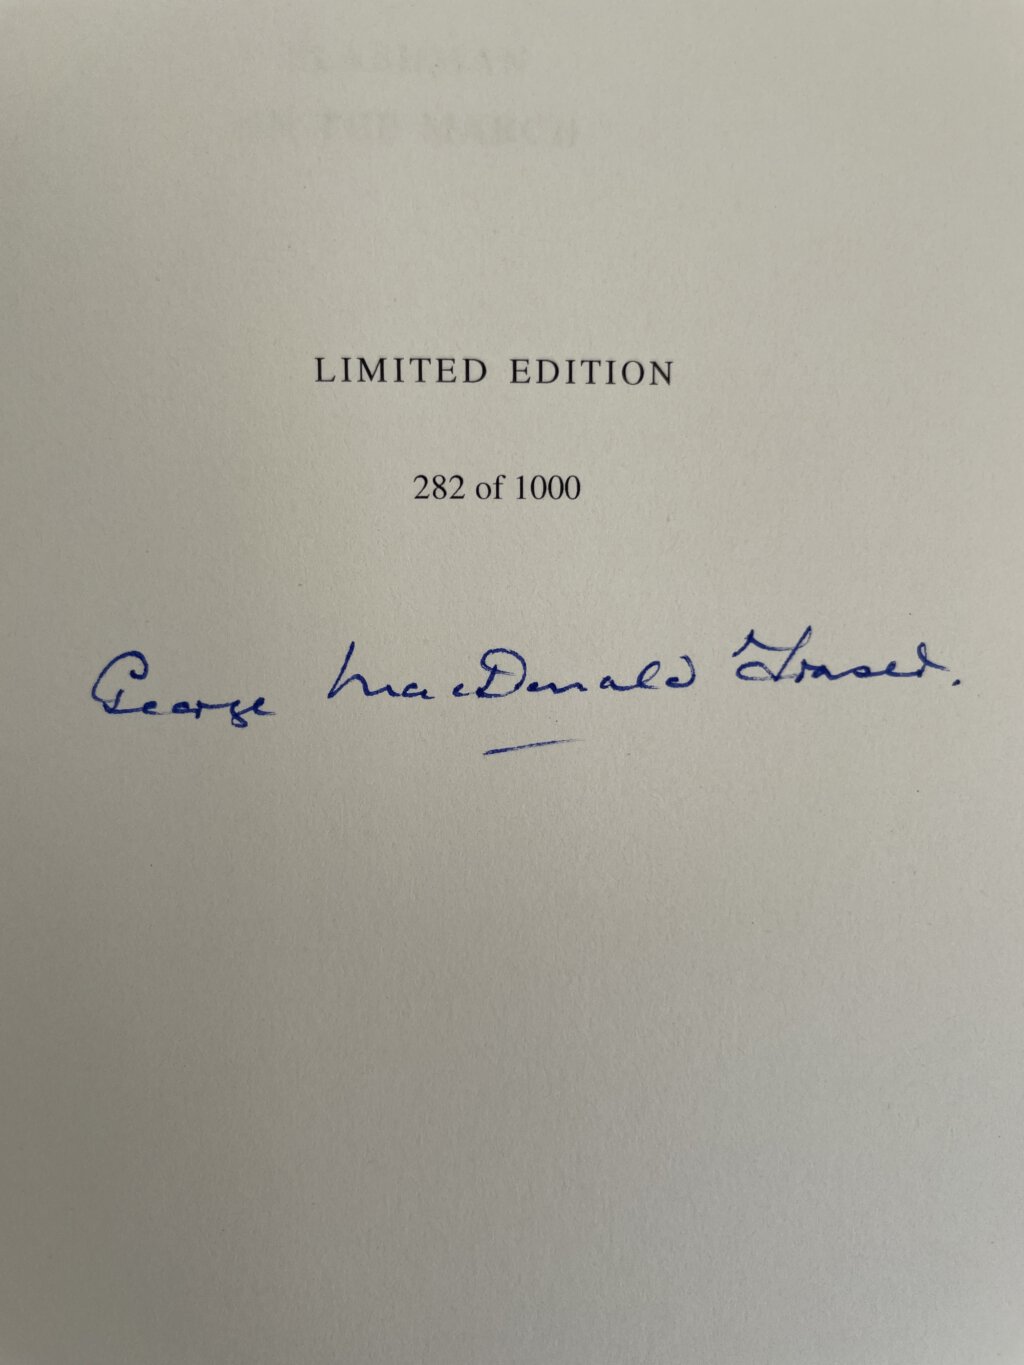 LIMITED EDITION
282 of 1000
George MacDonald Fraser.